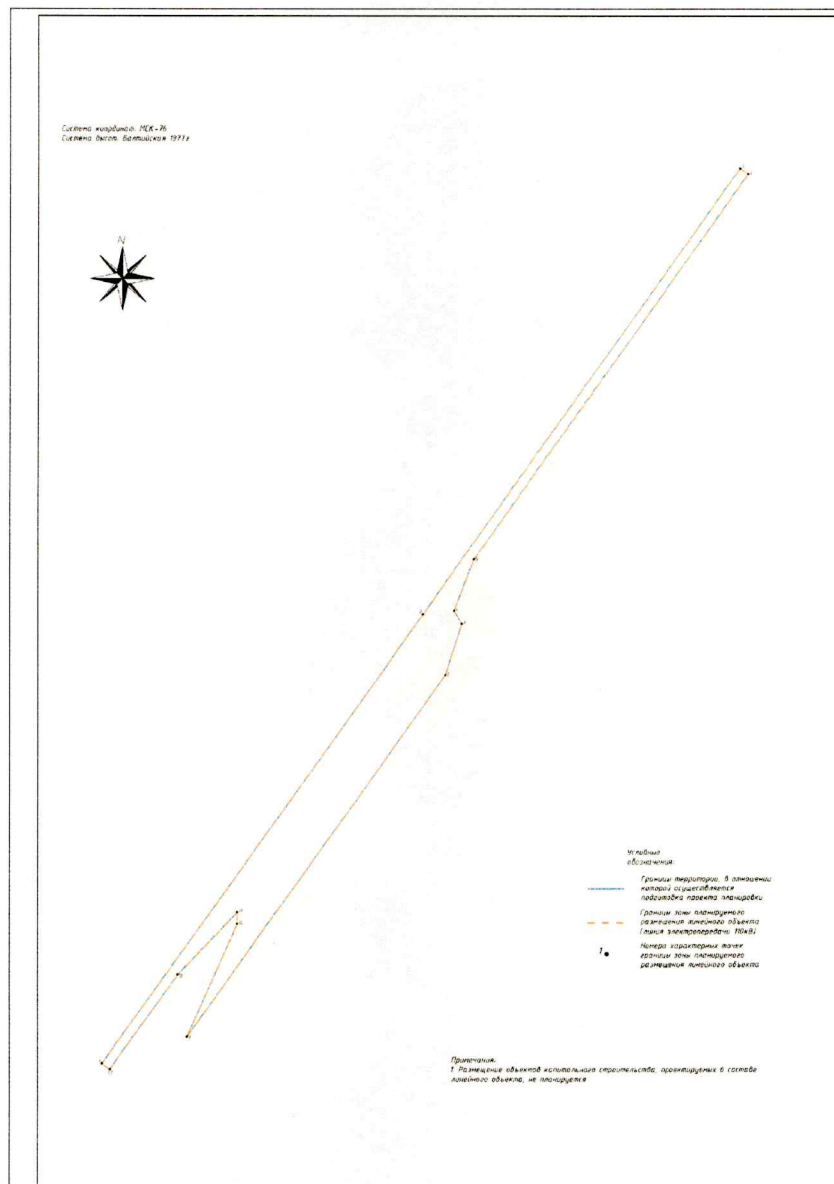 Система координат: МСК-76
Система высот: Балтийская 1977 г
N
Условные
обозначения:
Границы территории, в отношении
которой осуществляется
подготовка проекта планировки
Границы зоны планируемого
размещения линейного объекта
(линия электропередачи 110кВ)
1
Номера характерных точек
границы зоны планируемого
размещения линейного объекта
Примечания:
1. Размещение объектов капитального строительства, проектируемых в составе
линейного объекта, не планируется